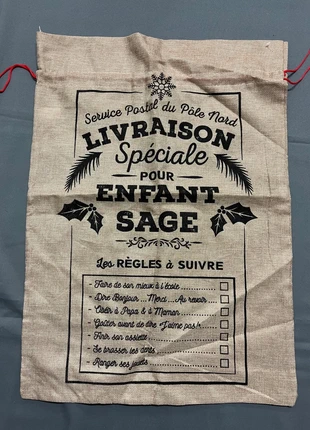 Service Postal du Pôle Nord
LIVRAISON
Spéciale
POUR
ENFANT
SAGE
Les RÈGLES à SUIVRE
- Faire de son mieux à l'école
- Dire Bonjour ... Merci ... Au revoir
- Obéir à Papa & à Maman
- Goûter avant de dire «J'aime pas!»
- Finir son assiette
- Se brosser les dents
- Ranger ses jouets